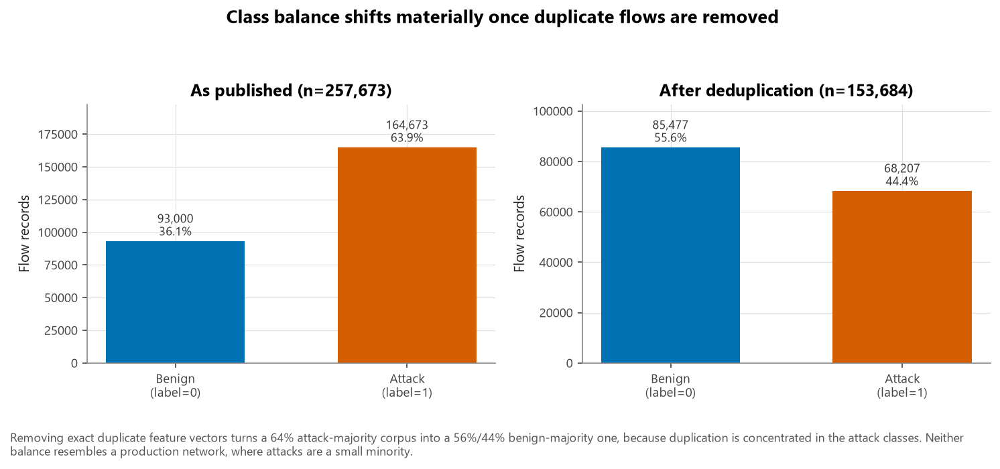 Class balance shifts materially once duplicate flows are removed
As published (n=257,673)
Flow records
175000
150000
125000
100000
75000
50000
25000
0
93,000
36.1%
164,673
63.9%
Benign
(label=0)
Attack
(label=1)
After deduplication (n=153,684)
Flow records
100000
80000
60000
40000
20000
0
85,477
55.6%
68,207
44.4%
Benign
(label=0)
Attack
(label=1)
Removing exact duplicate feature vectors turns a 64% attack-majority corpus into a 56%/44% benign-majority one, because duplication is concentrated in the attack classes. Neither
balance resembles a production network, where attacks are a small minority.